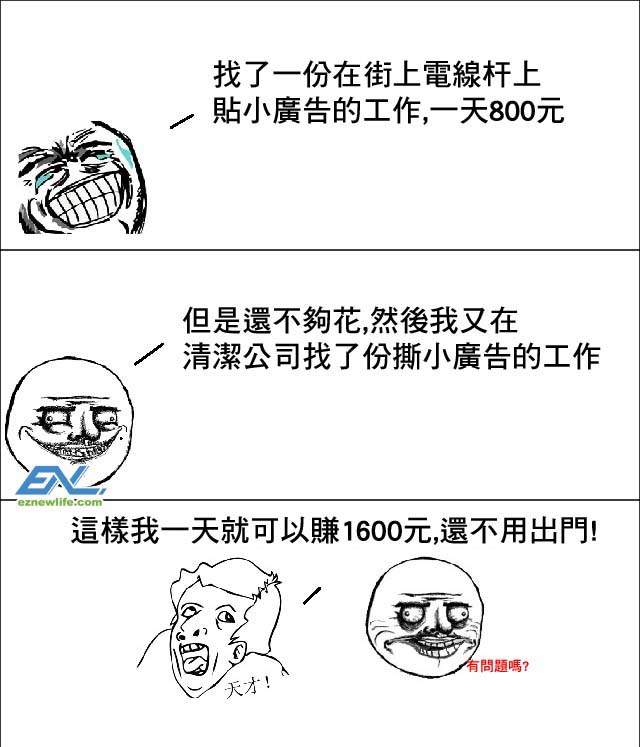 找了一份在街上電線杆上
貼小廣告的工作,一天800元
但是還不夠花,然後我又在
清潔公司找了份撕小廣告的工作
EZNL
eznewlife.com
這樣我一天就可以賺1600元,還不用出門!
有問題嗎?
天才!